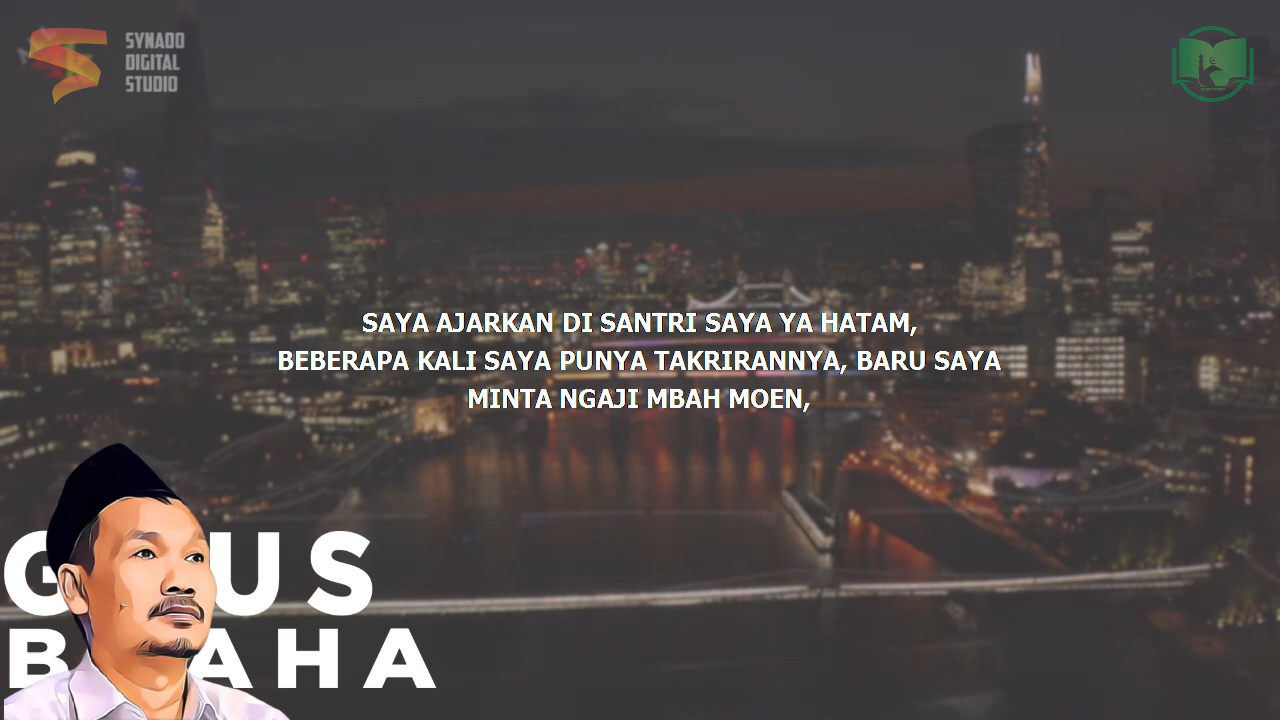 SYNADO
DIGITAL
STUDIO
SAYA AJARKAN DI SANTRI SAYA YA HATAM,
BEBERAPA KALI SAYA PUNYA TAKRIRANNYA, BARU SAYA
MINTA NGAJI MBAH MOEN,
GUS
BAHA